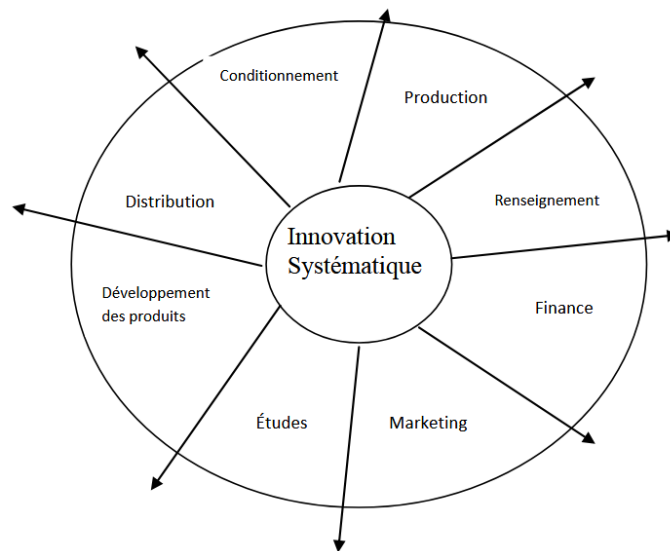 Conditionnement
Production
Distribution
Renseignement
Innovation
Systématique
Développement
des produits
Finance
Études
Marketing